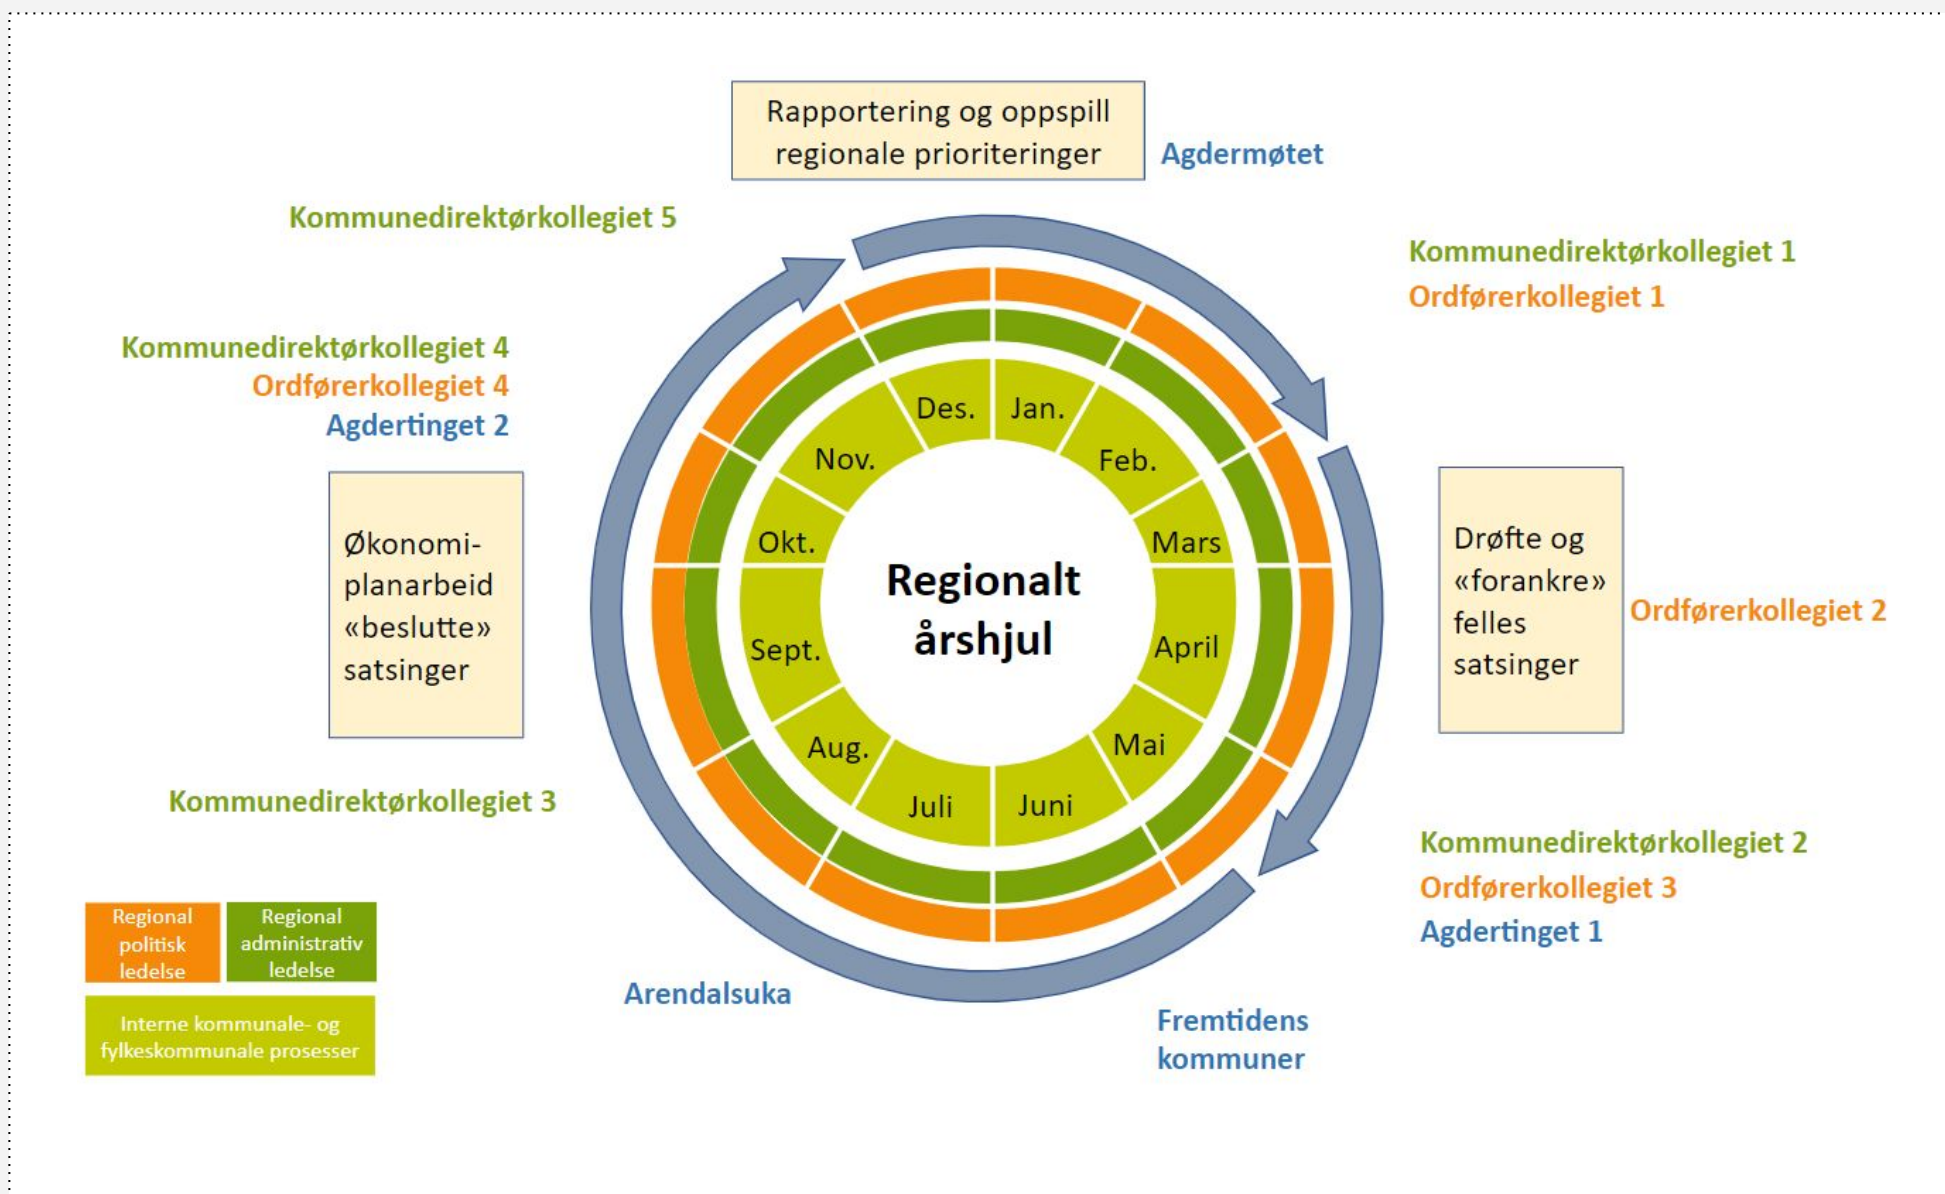 Rapportering og oppspill
regionale prioriteringer
Agdermøtet
Kommunedirektørkollegiet 5
Kommunedirektørkollegiet 1
Ordførerkollegiet 1
Kommunedirektørkollegiet 4
Ordførerkollegiet 4
Agdertinget 2
Des.
Jan.
Nov.
Feb.
Okt.
Mars
Sept.
April
Aug.
Mai
Juli
Juni
Regionalt
årshjul
Økonomi-
planarbeid
«beslutte»
satsinger
Drøfte og
«forankre»
felles
satsinger
Ordførerkollegiet 2
Kommunedirektørkollegiet 3
Kommunedirektørkollegiet 2
Ordførerkollegiet 3
Agdertinget 1
Regional
politisk
ledelse
Regional
administrativ
ledelse
Interne kommunale- og
fylkeskommunale prosesser
Arendalsuka
Fremtidens
kommuner